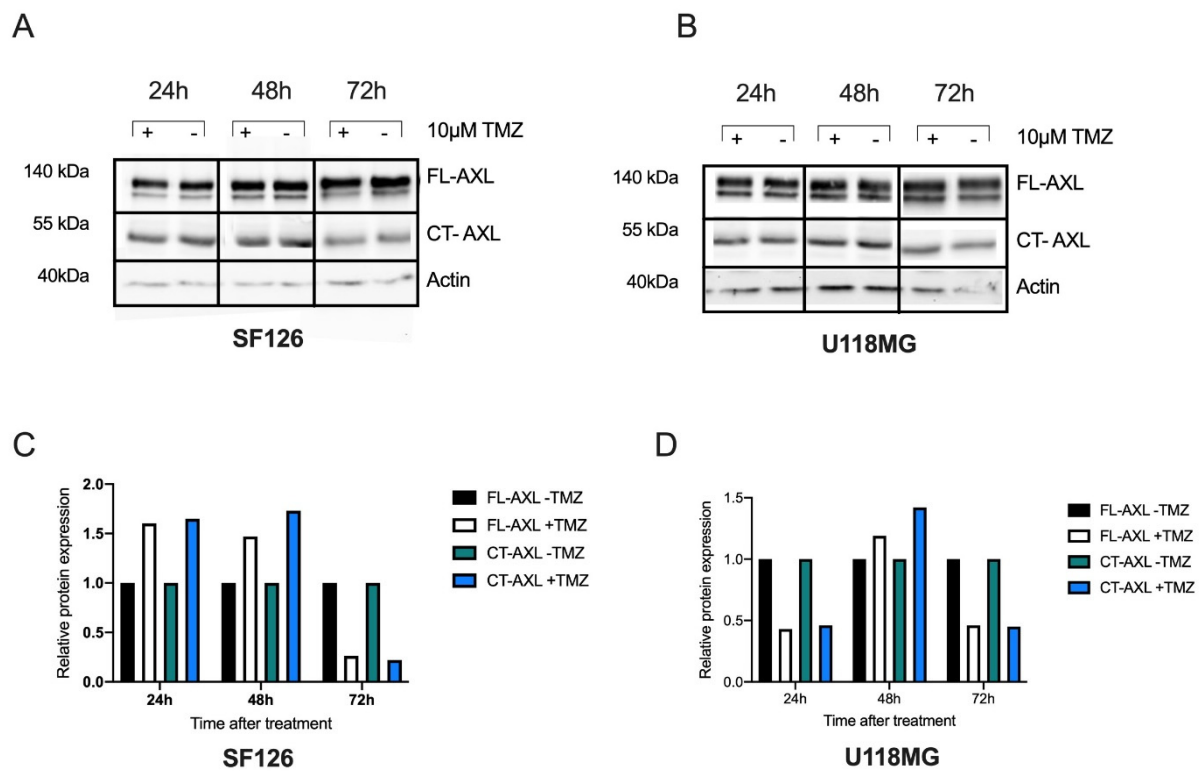 A
24h 48h 72h
+ - + - + - 10µM TMZ
140 kDa FL-AXL
55 kDa CT- AXL
40kDa Actin
SF126
B
24h 48h 72h
+ - + - + - 10µM TMZ
140 kDa FL-AXL
55 kDa CT- AXL
40kDa Actin
U118MG
C
Relative protein expression
2.0
1.5
1.0
0.5
0.0
24h 48h 72h
Time after treatment
FL-AXL -TMZ
FL-AXL +TMZ
CT-AXL -TMZ
CT-AXL +TMZ
SF126
D
Relative protein expression
1.5
1.0
0.5
0.0
24h 48h 72h
Time after treatment
FL-AXL -TMZ
FL-AXL +TMZ
CT-AXL -TMZ
CT-AXL +TMZ
U118MG